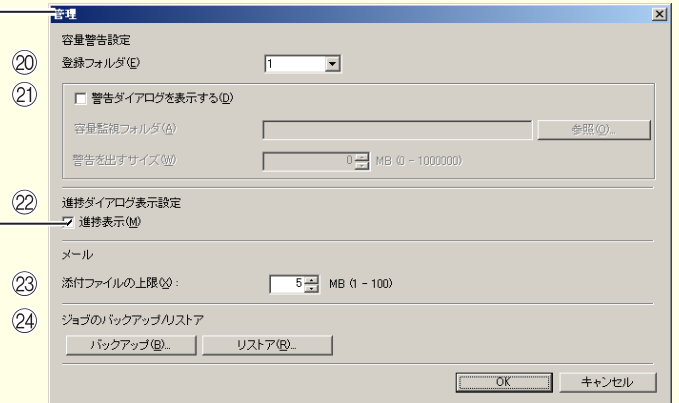 管理
容量警告設定
⑳ 登録フォルダ(E) 1
㉑ 警告ダイアログを表示する(D)
容量監視フォルダ(A) 参照(O)...
警告を出すサイズ(W) 0 MB (0 - 1000000)
㉒ 進捗ダイアログ表示設定
進捗表示(M)
メール
㉓ 添付ファイルの上限(X) : 5 MB (1 - 100)
㉔ ジョブのバックアップ/リストア
バックアップ(B)... リストア(R)...
OK キャンセル